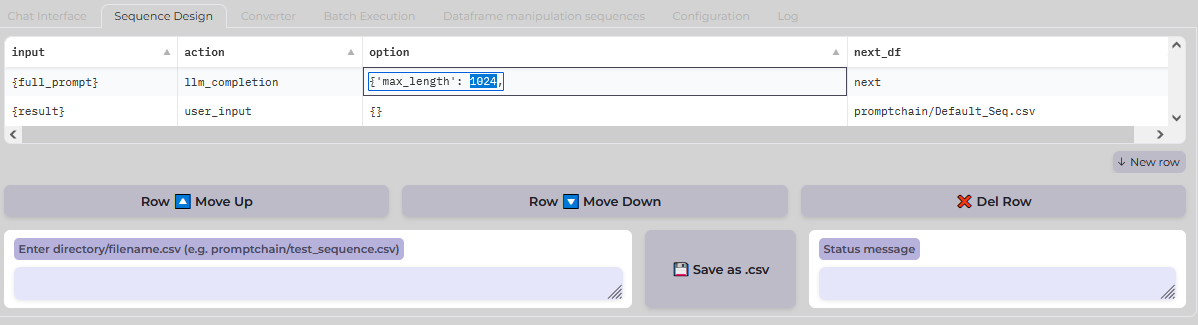 Chat Interface Sequence Design Converter Batch Execution Dataframe manipulation sequences Configuration Log
input action option next_df
{full_prompt} llm_completion {'max_length': 1024, next
{result} user_input {} promptchain/Default_Seq.csv
↓ New row
Row 🔼 Move Up Row 🔽 Move Down ❌ Del Row
Enter directory/filename.csv (e.g. promptchain/test_sequence.csv) 💾 Save as .csv Status message